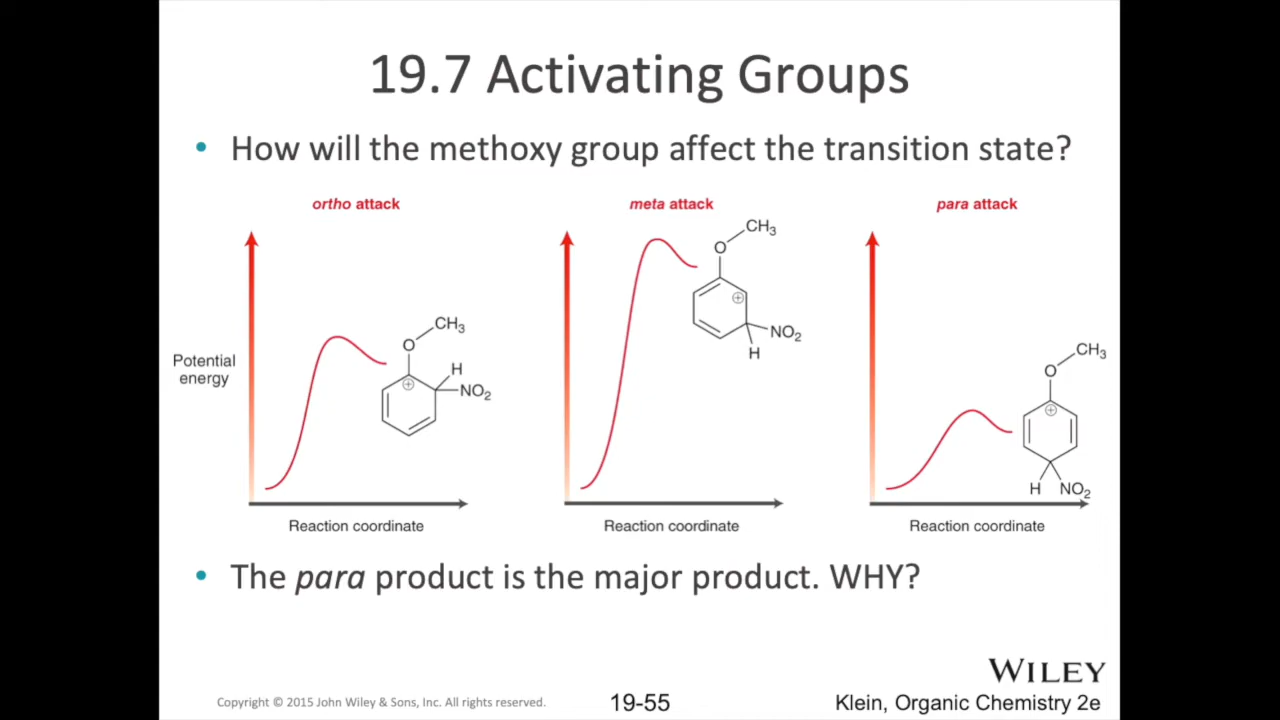 19.7 Activating Groups
• How will the methoxy group affect the transition state?
ortho attack
meta attack
para attack
Potential
energy
O
CH3
⊕
H
NO2
O
CH3
⊕
NO2
H
O
CH3
⊕
H NO2
Reaction coordinate
Reaction coordinate
Reaction coordinate
• The para product is the major product. WHY?
WILEY
Copyright © 2015 John Wiley & Sons, Inc. All rights reserved.
19-55
Klein, Organic Chemistry 2e